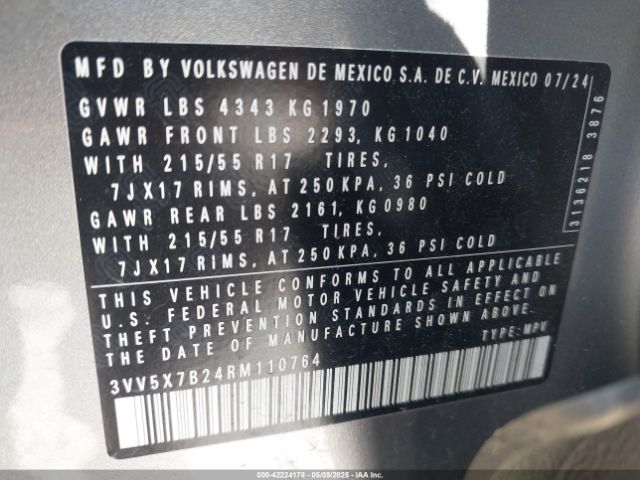 MFD BY VOLKSWAGEN DE MEXICO S.A. DE C.V. MEXICO 07/24
GVWR LBS 4343 KG 1970
GAWR FRONT LBS 2293, KG 1040
WITH 215/55 R17 TIRES,
7JX17 RIMS, AT 250 KPA, 36 PSI COLD
GAWR REAR LBS 2161, KG 0980
WITH 215/55 R17 TIRES,
7JX17 RIMS, AT 250 KPA, 36 PSI COLD
3136218 3876
THIS VEHICLE CONFORMS TO ALL APPLICABLE
U.S. FEDERAL MOTOR VEHICLE SAFETY AND
THEFT PREVENTION STANDARDS IN EFFECT ON
THE DATE OF MANUFACTURE SHOWN ABOVE.
TYPE: MPV
3VV5X7B24RM110764
000-42224178 - 05/09/2025 - IAAI.COM